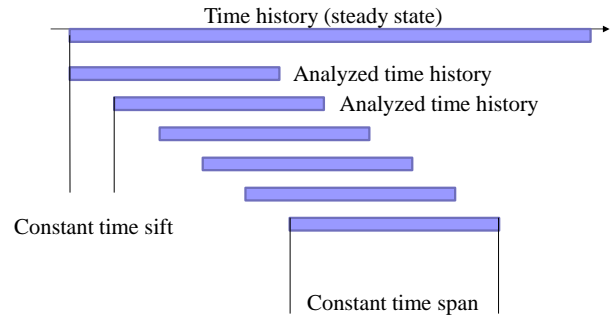 Time history (steady state)
Analyzed time history
Analyzed time history
Constant time sift
Constant time span